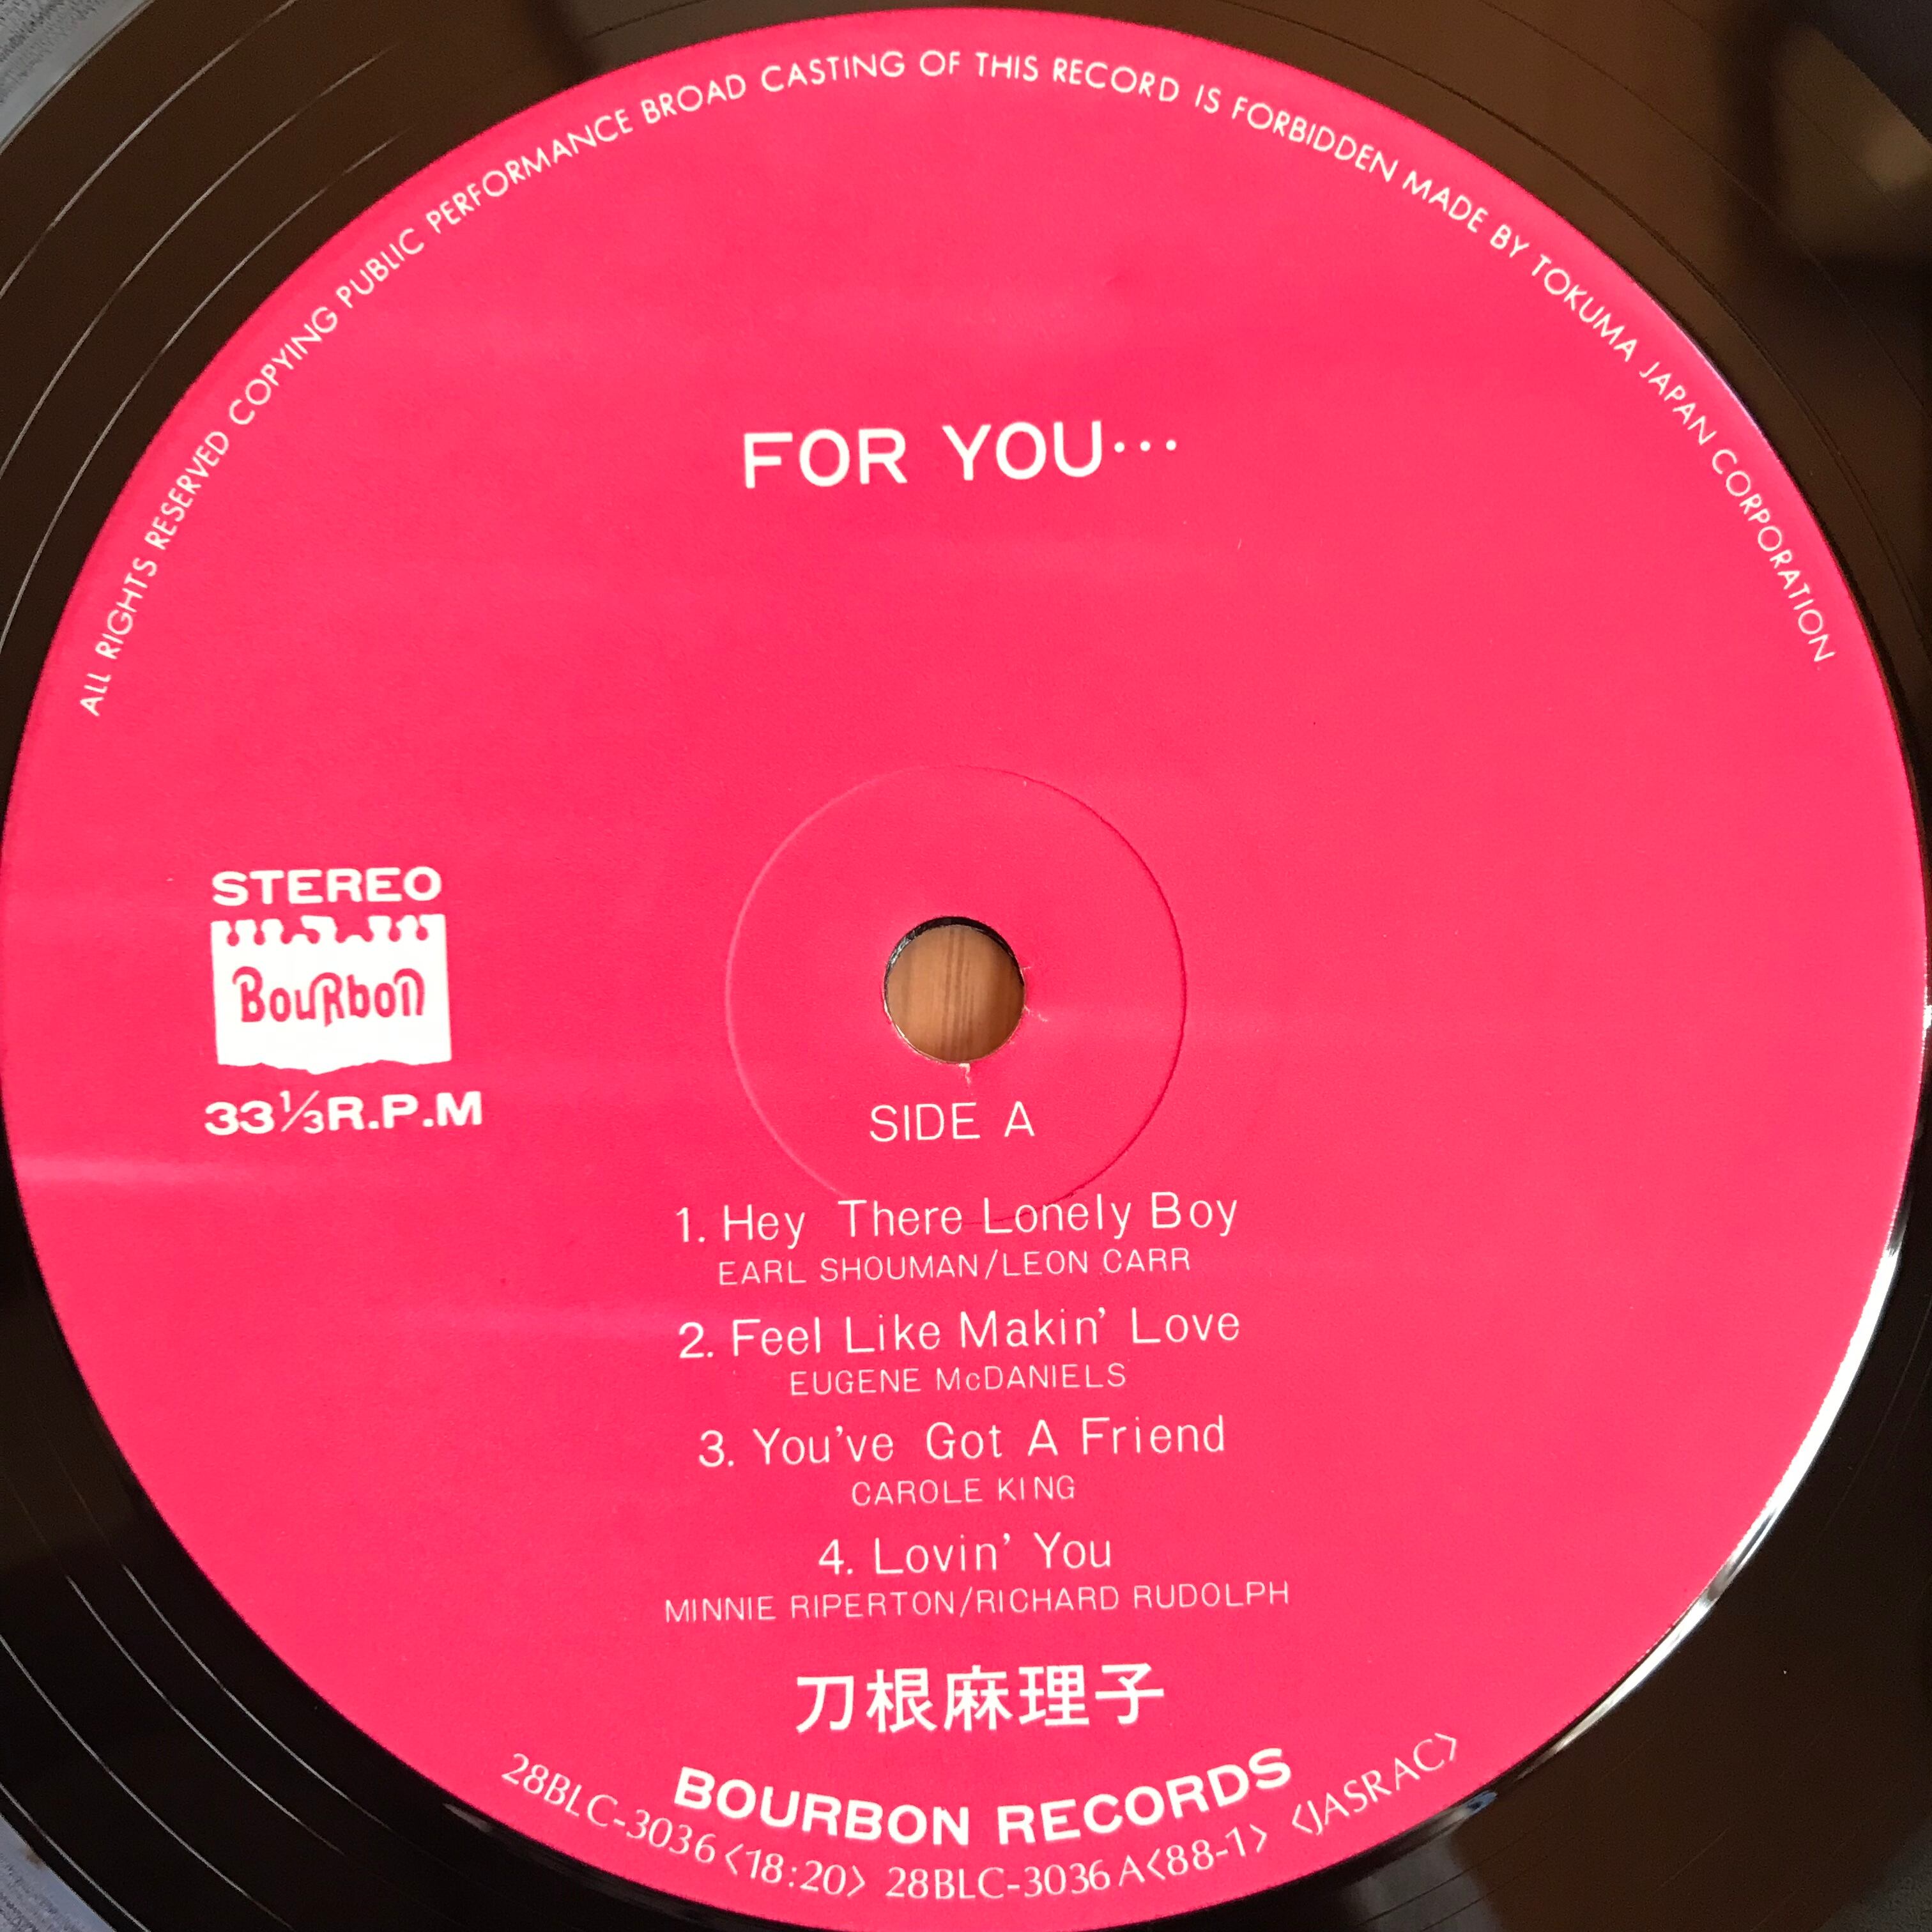 ALL RIGHTS RESERVED COPYING PUBLIC PERFORMANCE BROAD CASTING OF THIS RECORD IS FORBIDDEN MADE BY TOKUMA JAPAN CORPORATION
FOR YOU…
STEREO
BouRbon
33⅓R.P.M
SIDE A
1. Hey There Lonely Boy
EARL SHOUMAN/LEON CARR
2. Feel Like Makin' Love
EUGENE McDANIELS
3. You've Got A Friend
CAROLE KING
4. Lovin' You
MINNIE RIPERTON/RICHARD RUDOLPH
刀根麻理子
BOURBON RECORDS
28BLC-3036<18:20> 28BLC-3036A<88-1> <JASRAC>